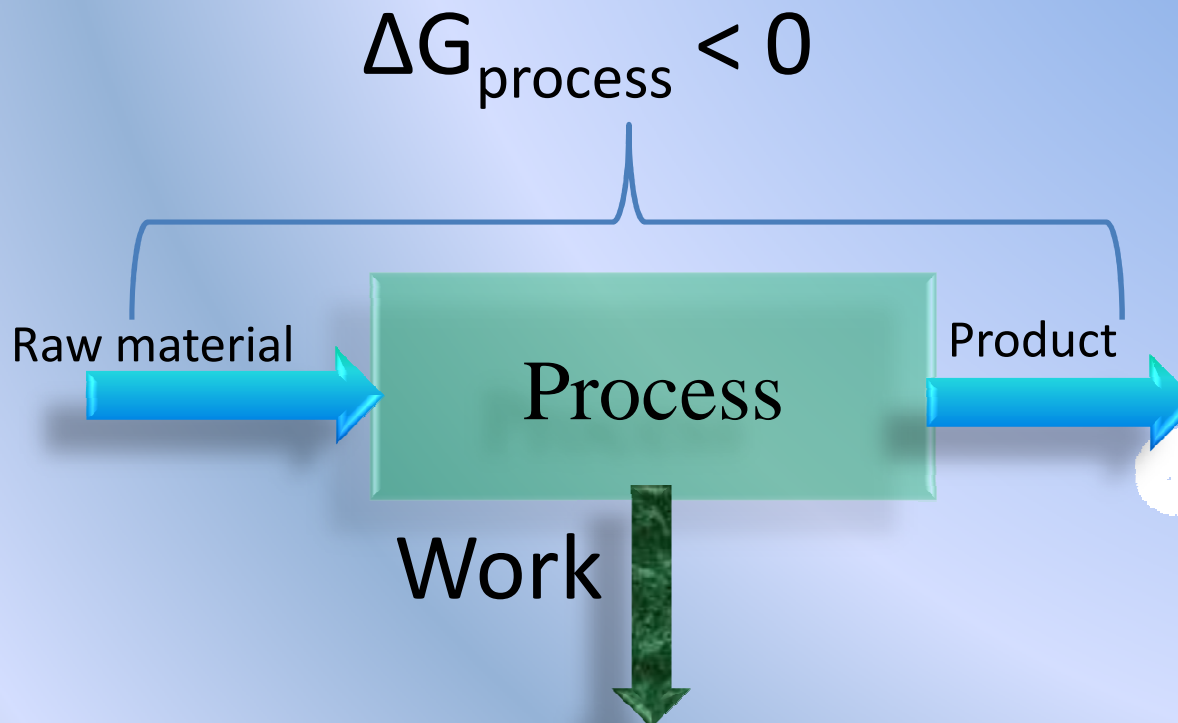 ΔGprocess < 0
Raw material
Product
Process
Work